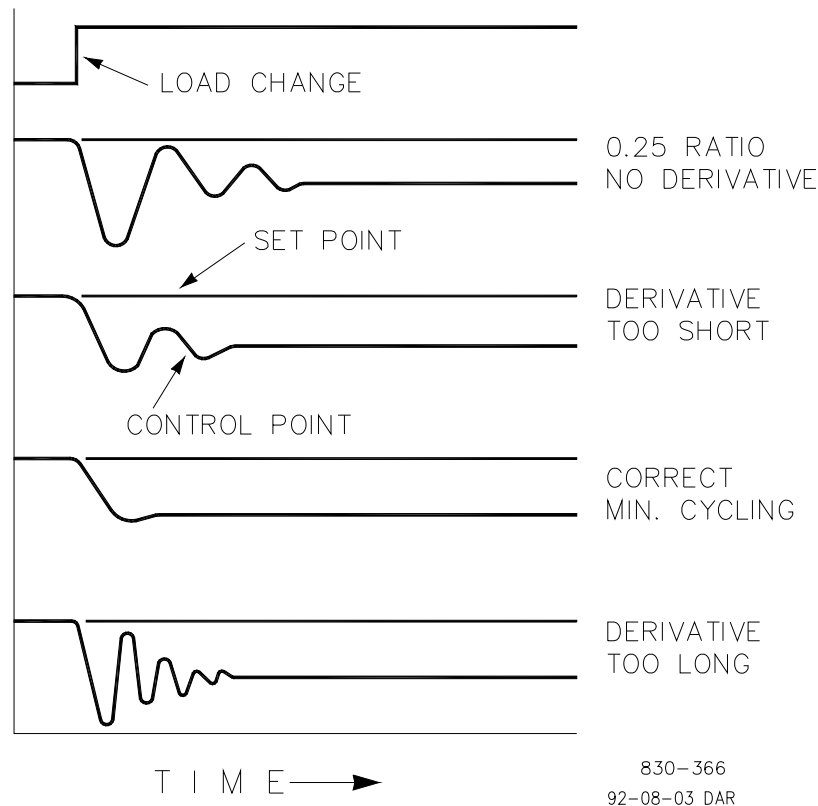 LOAD CHANGE
0.25 RATIO
NO DERIVATIVE
SET POINT
DERIVATIVE
TOO SHORT
CONTROL POINT
CORRECT
MIN. CYCLING
DERIVATIVE
TOO LONG
TIME
830-366
92-08-03 DAR